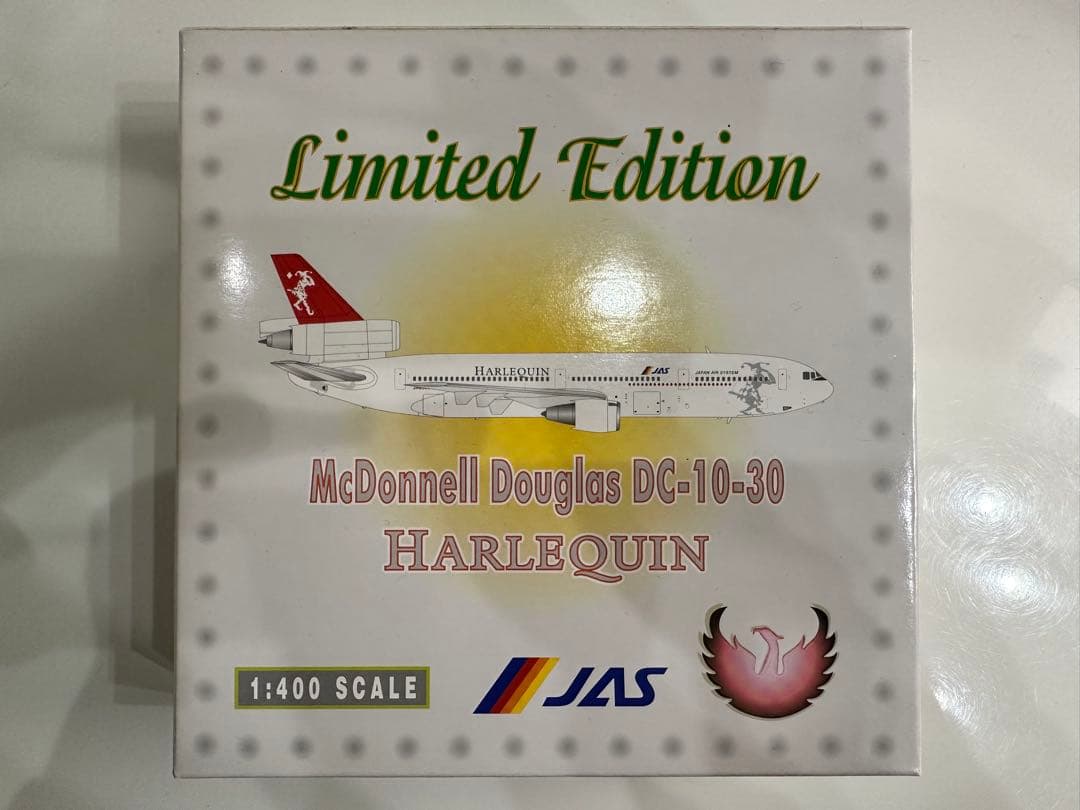 Limited Edition
HARLEQUIN
JAS
JAPAN AIR SYSTEM
McDonnell Douglas DC-10-30
HARLEQUIN
1:400 SCALE
JAS